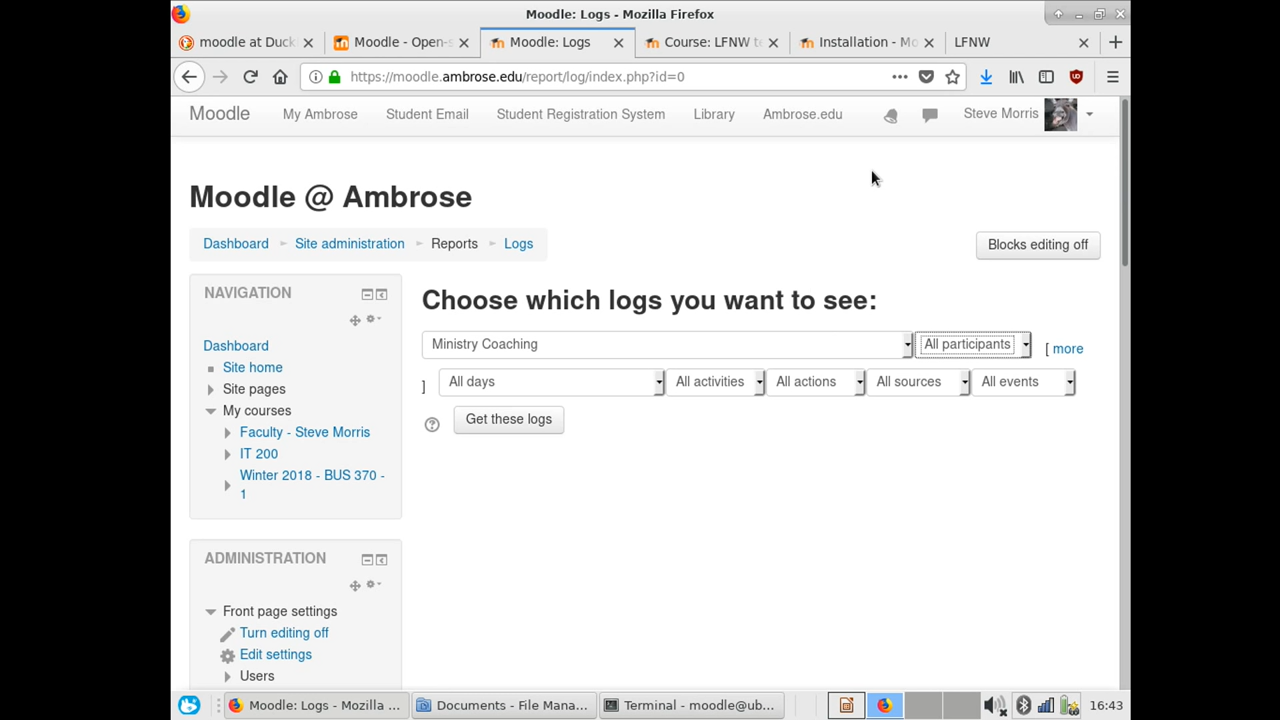 Moodle: Logs - Mozilla Firefox
moodle at Duck
Moodle - Open-s
Moodle: Logs
Course: LFNW te
Installation - Mo
LFNW
https://moodle.ambrose.edu/report/log/index.php?id=0
Moodle My Ambrose Student Email Student Registration System Library Ambrose.edu Steve Morris
Moodle @ Ambrose
Dashboard ► Site administration ► Reports ► Logs
Blocks editing off
NAVIGATION
Dashboard
Site home
Site pages
My courses
Faculty - Steve Morris
IT 200
Winter 2018 - BUS 370 -
1
ADMINISTRATION
Front page settings
Turn editing off
Edit settings
Users
Choose which logs you want to see:
Ministry Coaching All participants [ more
] All days All activities All actions All sources All events
Get these logs
Moodle: Logs - Mozilla ...
Documents - File Mana...
Terminal - moodle@ub...
16:43